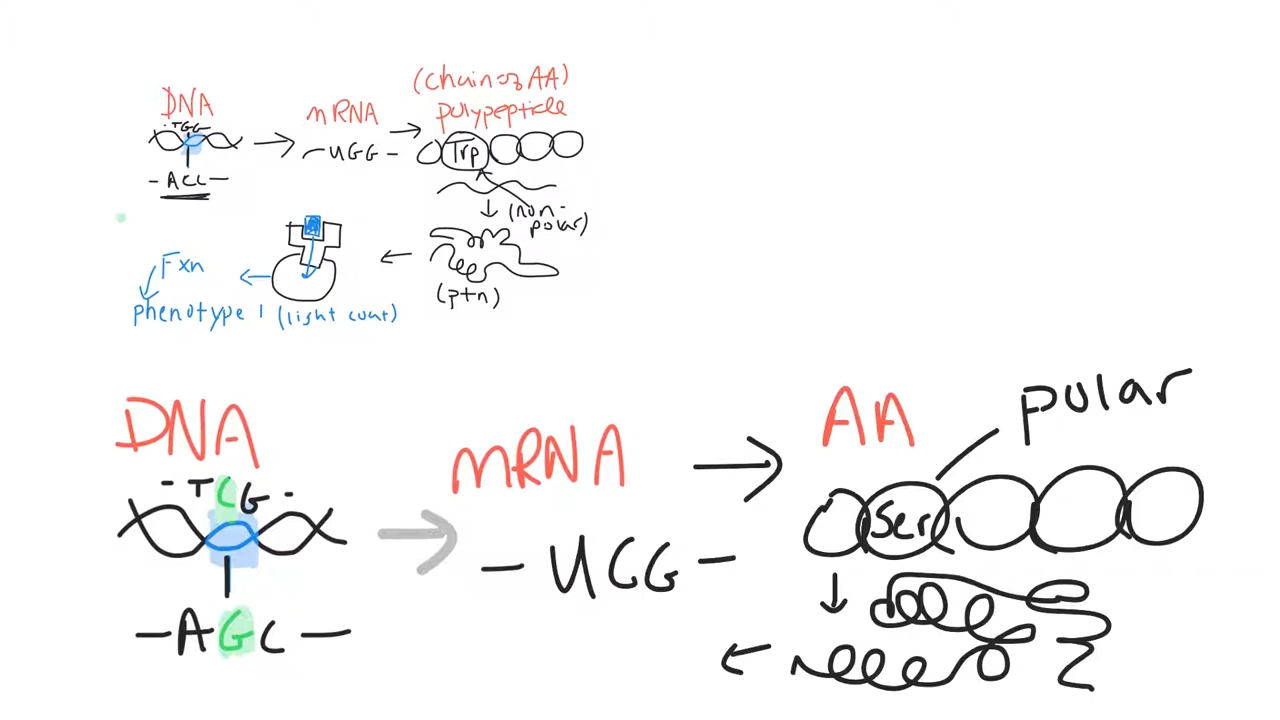 (chain of AA)
DNA
mRNA
polypeptide
-TGG-
-UGG-
Trp
-ACC-
(non-
polar)
Fxn
(ptn)
phenotype 1 (light coat)
DNA
mRNA
AA
polar
-TCG-
Ser
-UCG-
-AGC-